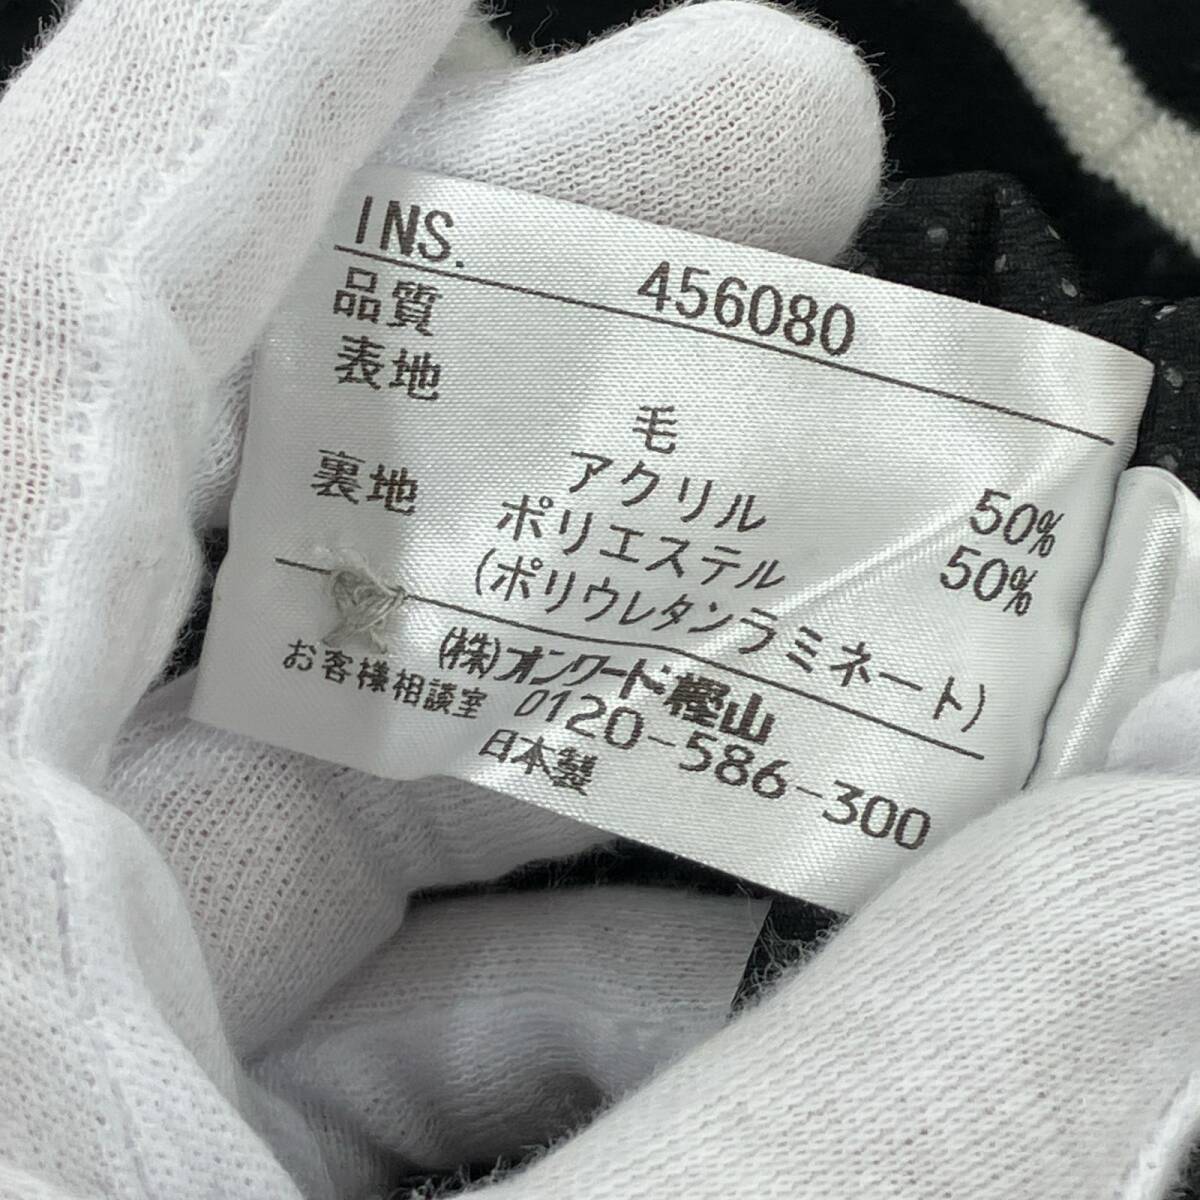 INS. 456080
品質
表地 毛 50%
アクリル 50%
裏地 ポリエステル
(ポリウレタンラミネート)
(株)オンワード樫山
お客様相談室 0120-586-300
日本製